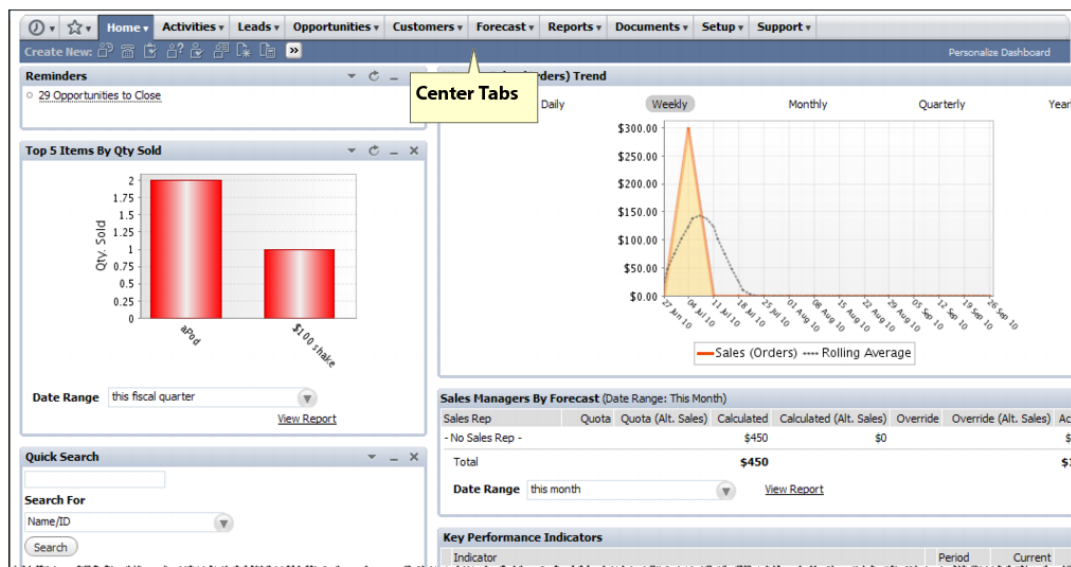 Home Activities Leads Opportunities Customers Forecast Reports Documents Setup Support
Create New:
Personalize Dashboard
Reminders
29 Opportunities to Close
Center Tabs
Top 5 Items By Qty Sold
Qty. Sold
2
1.75
1.5
1.25
1
0.75
0.5
0.25
0
aPod
$1.00 shake
Date Range this fiscal quarter
View Report
Quick Search
Search For
Name/ID
Search
(Orders) Trend
Daily Weekly Monthly Quarterly
$300.00
$250.00
$200.00
$150.00
$100.00
$50.00
$0.00
27 Jun 10
04 Jul 10
11 Jul 10
18 Jul 10
25 Jul 10
01 Aug 10
08 Aug 10
15 Aug 10
22 Aug 10
29 Aug 10
05 Sep 10
12 Sep 10
19 Sep 10
26 Sep 10
Sales (Orders) Rolling Average
Sales Managers By Forecast (Date Range: This Month)
Sales Rep Quota Quota (Alt. Sales) Calculated Calculated (Alt. Sales) Override Override (Alt. Sales)
- No Sales Rep - $450 $0
Total $450
Date Range this month View Report
Key Performance Indicators
Indicator Period Current